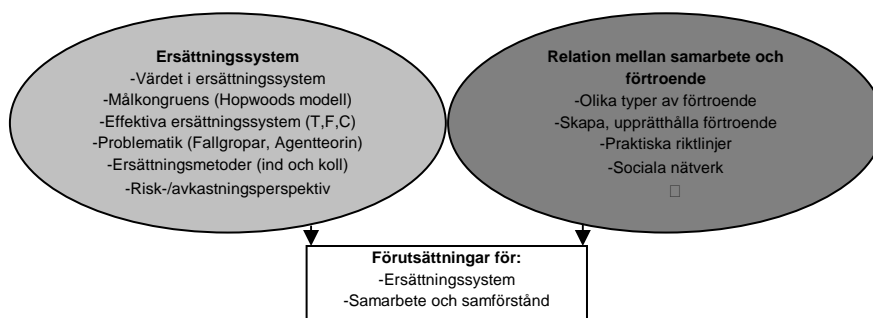 Ersättningssystem
-Värdet i ersättningssystem
-Målkongruens (Hopwoods modell)
-Effektiva ersättningssystem (T,F,C)
-Problematik (Fallgropar, Agentteorin)
-Ersättningsmetoder (ind och koll)
-Risk-/avkastningsperspektiv
Relation mellan samarbete och
förtroende
-Olika typer av förtroende
-Skapa, upprätthålla förtroende
-Praktiska riktlinjer
-Sociala nätverk
Förutsättningar för:
-Ersättningssystem
-Samarbete och samförstånd